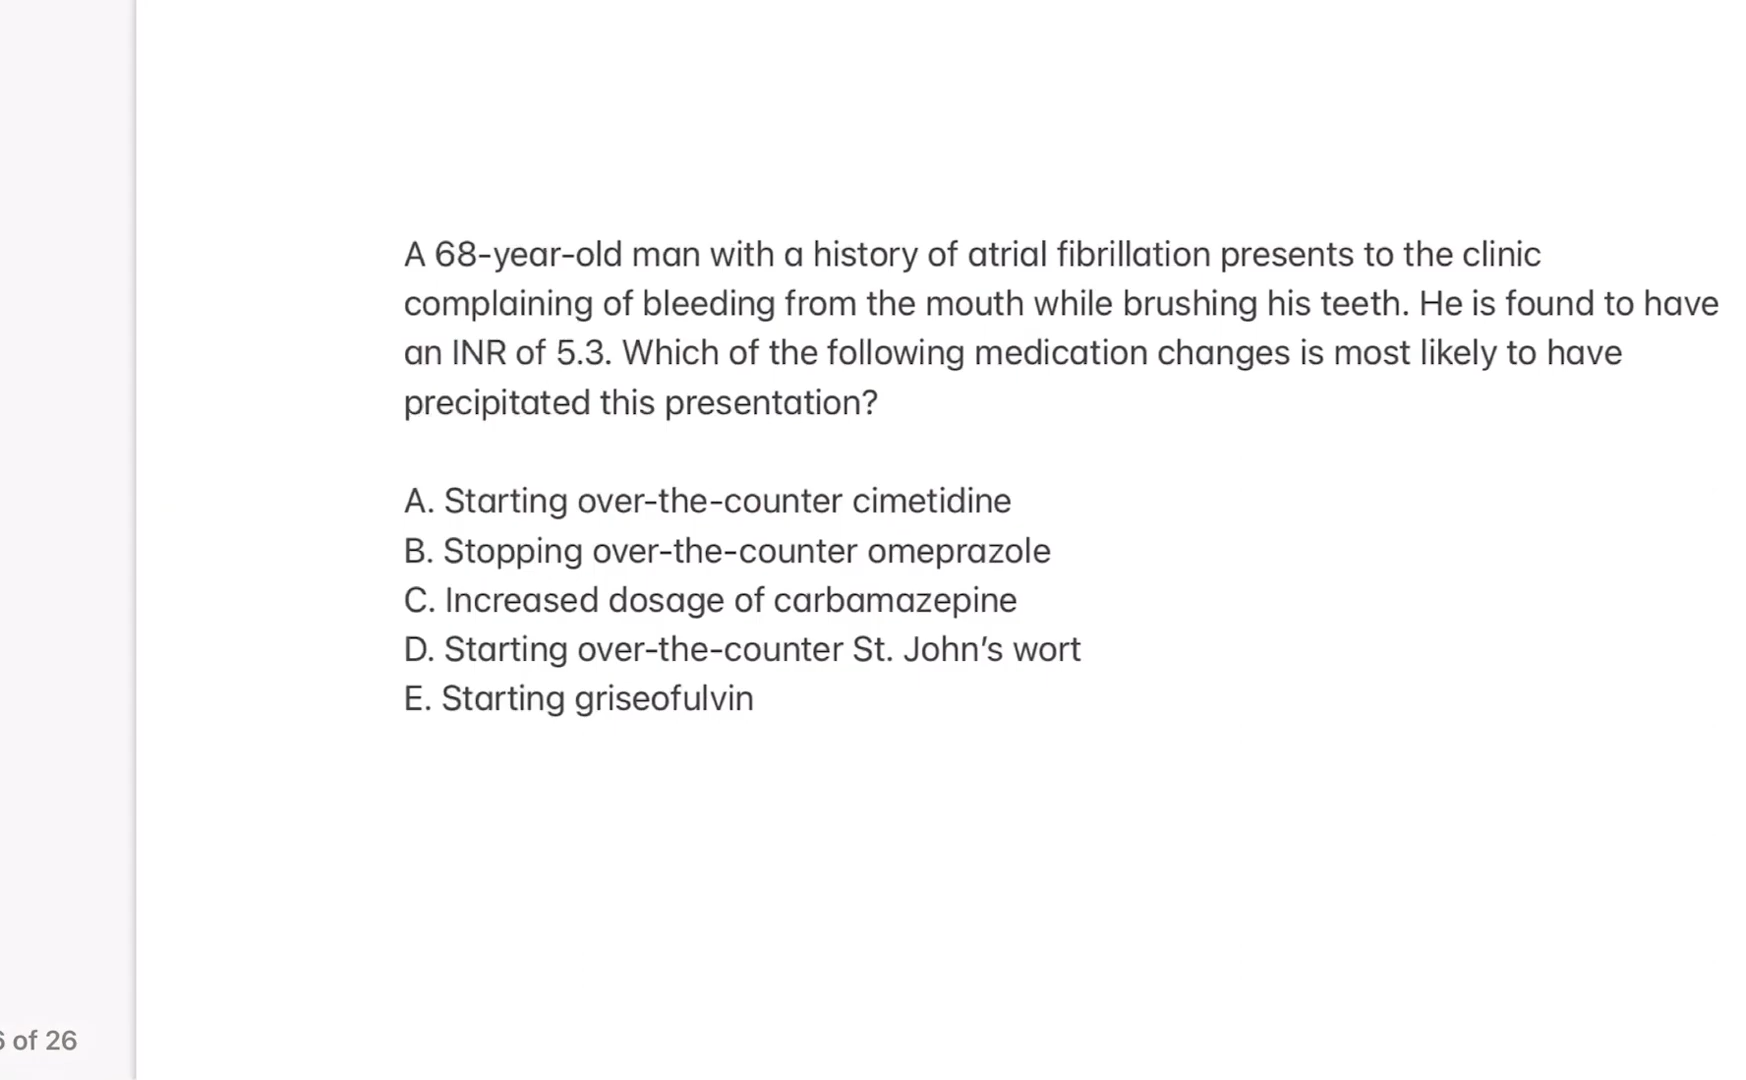 A 68-year-old man with a history of atrial fibrillation presents to the clinic
complaining of bleeding from the mouth while brushing his teeth. He is found to have
an INR of 5.3. Which of the following medication changes is most likely to have
precipitated this presentation?
A. Starting over-the-counter cimetidine
B. Stopping over-the-counter omeprazole
C. Increased dosage of carbamazepine
D. Starting over-the-counter St. John's wort
E. Starting griseofulvin
of 26